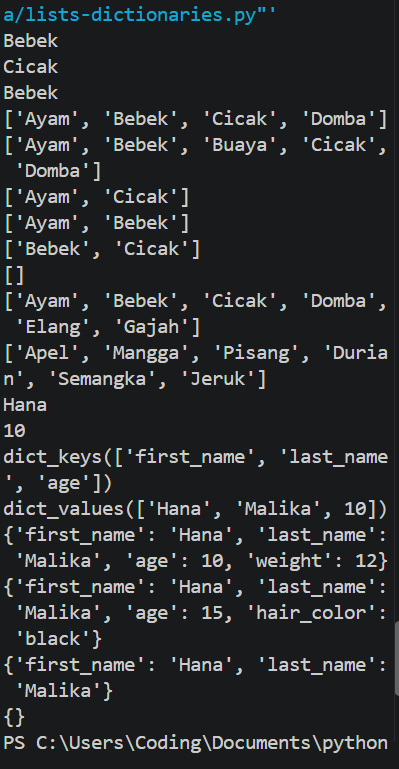 a/lists-dictionaries.py"'
Bebek
Cicak
Bebek
['Ayam', 'Bebek', 'Cicak', 'Domba']
['Ayam', 'Bebek', 'Buaya', 'Cicak',
 'Domba']
['Ayam', 'Cicak']
['Ayam', 'Bebek']
['Bebek', 'Cicak']
[]
['Ayam', 'Bebek', 'Cicak', 'Domba',
 'Elang', 'Gajah']
['Apel', 'Mangga', 'Pisang', 'Duria
n', 'Semangka', 'Jeruk']
Hana
10
dict_keys(['first_name', 'last_name
', 'age'])
dict_values(['Hana', 'Malika', 10])
{'first_name': 'Hana', 'last_name':
 'Malika', 'age': 10, 'weight': 12}
{'first_name': 'Hana', 'last_name':
 'Malika', 'age': 15, 'hair_color':
 'black'}
{'first_name': 'Hana', 'last_name':
 'Malika'}
{}
PS C:\Users\Coding\Documents\python